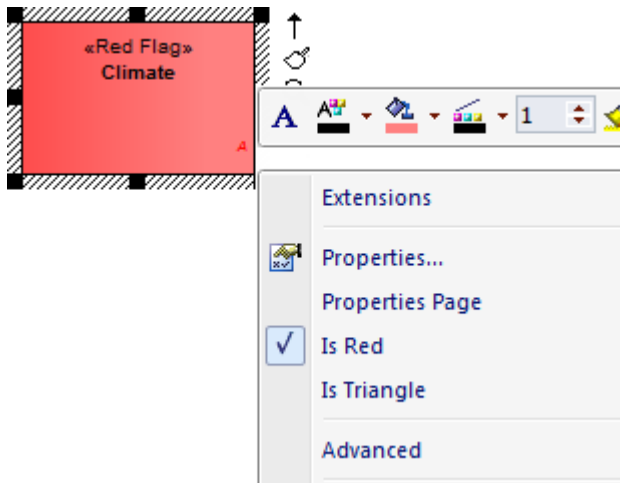 «Red Flag»
Climate
A
A A 1
Extensions
Properties...
Properties Page
Is Red
Is Triangle
Advanced